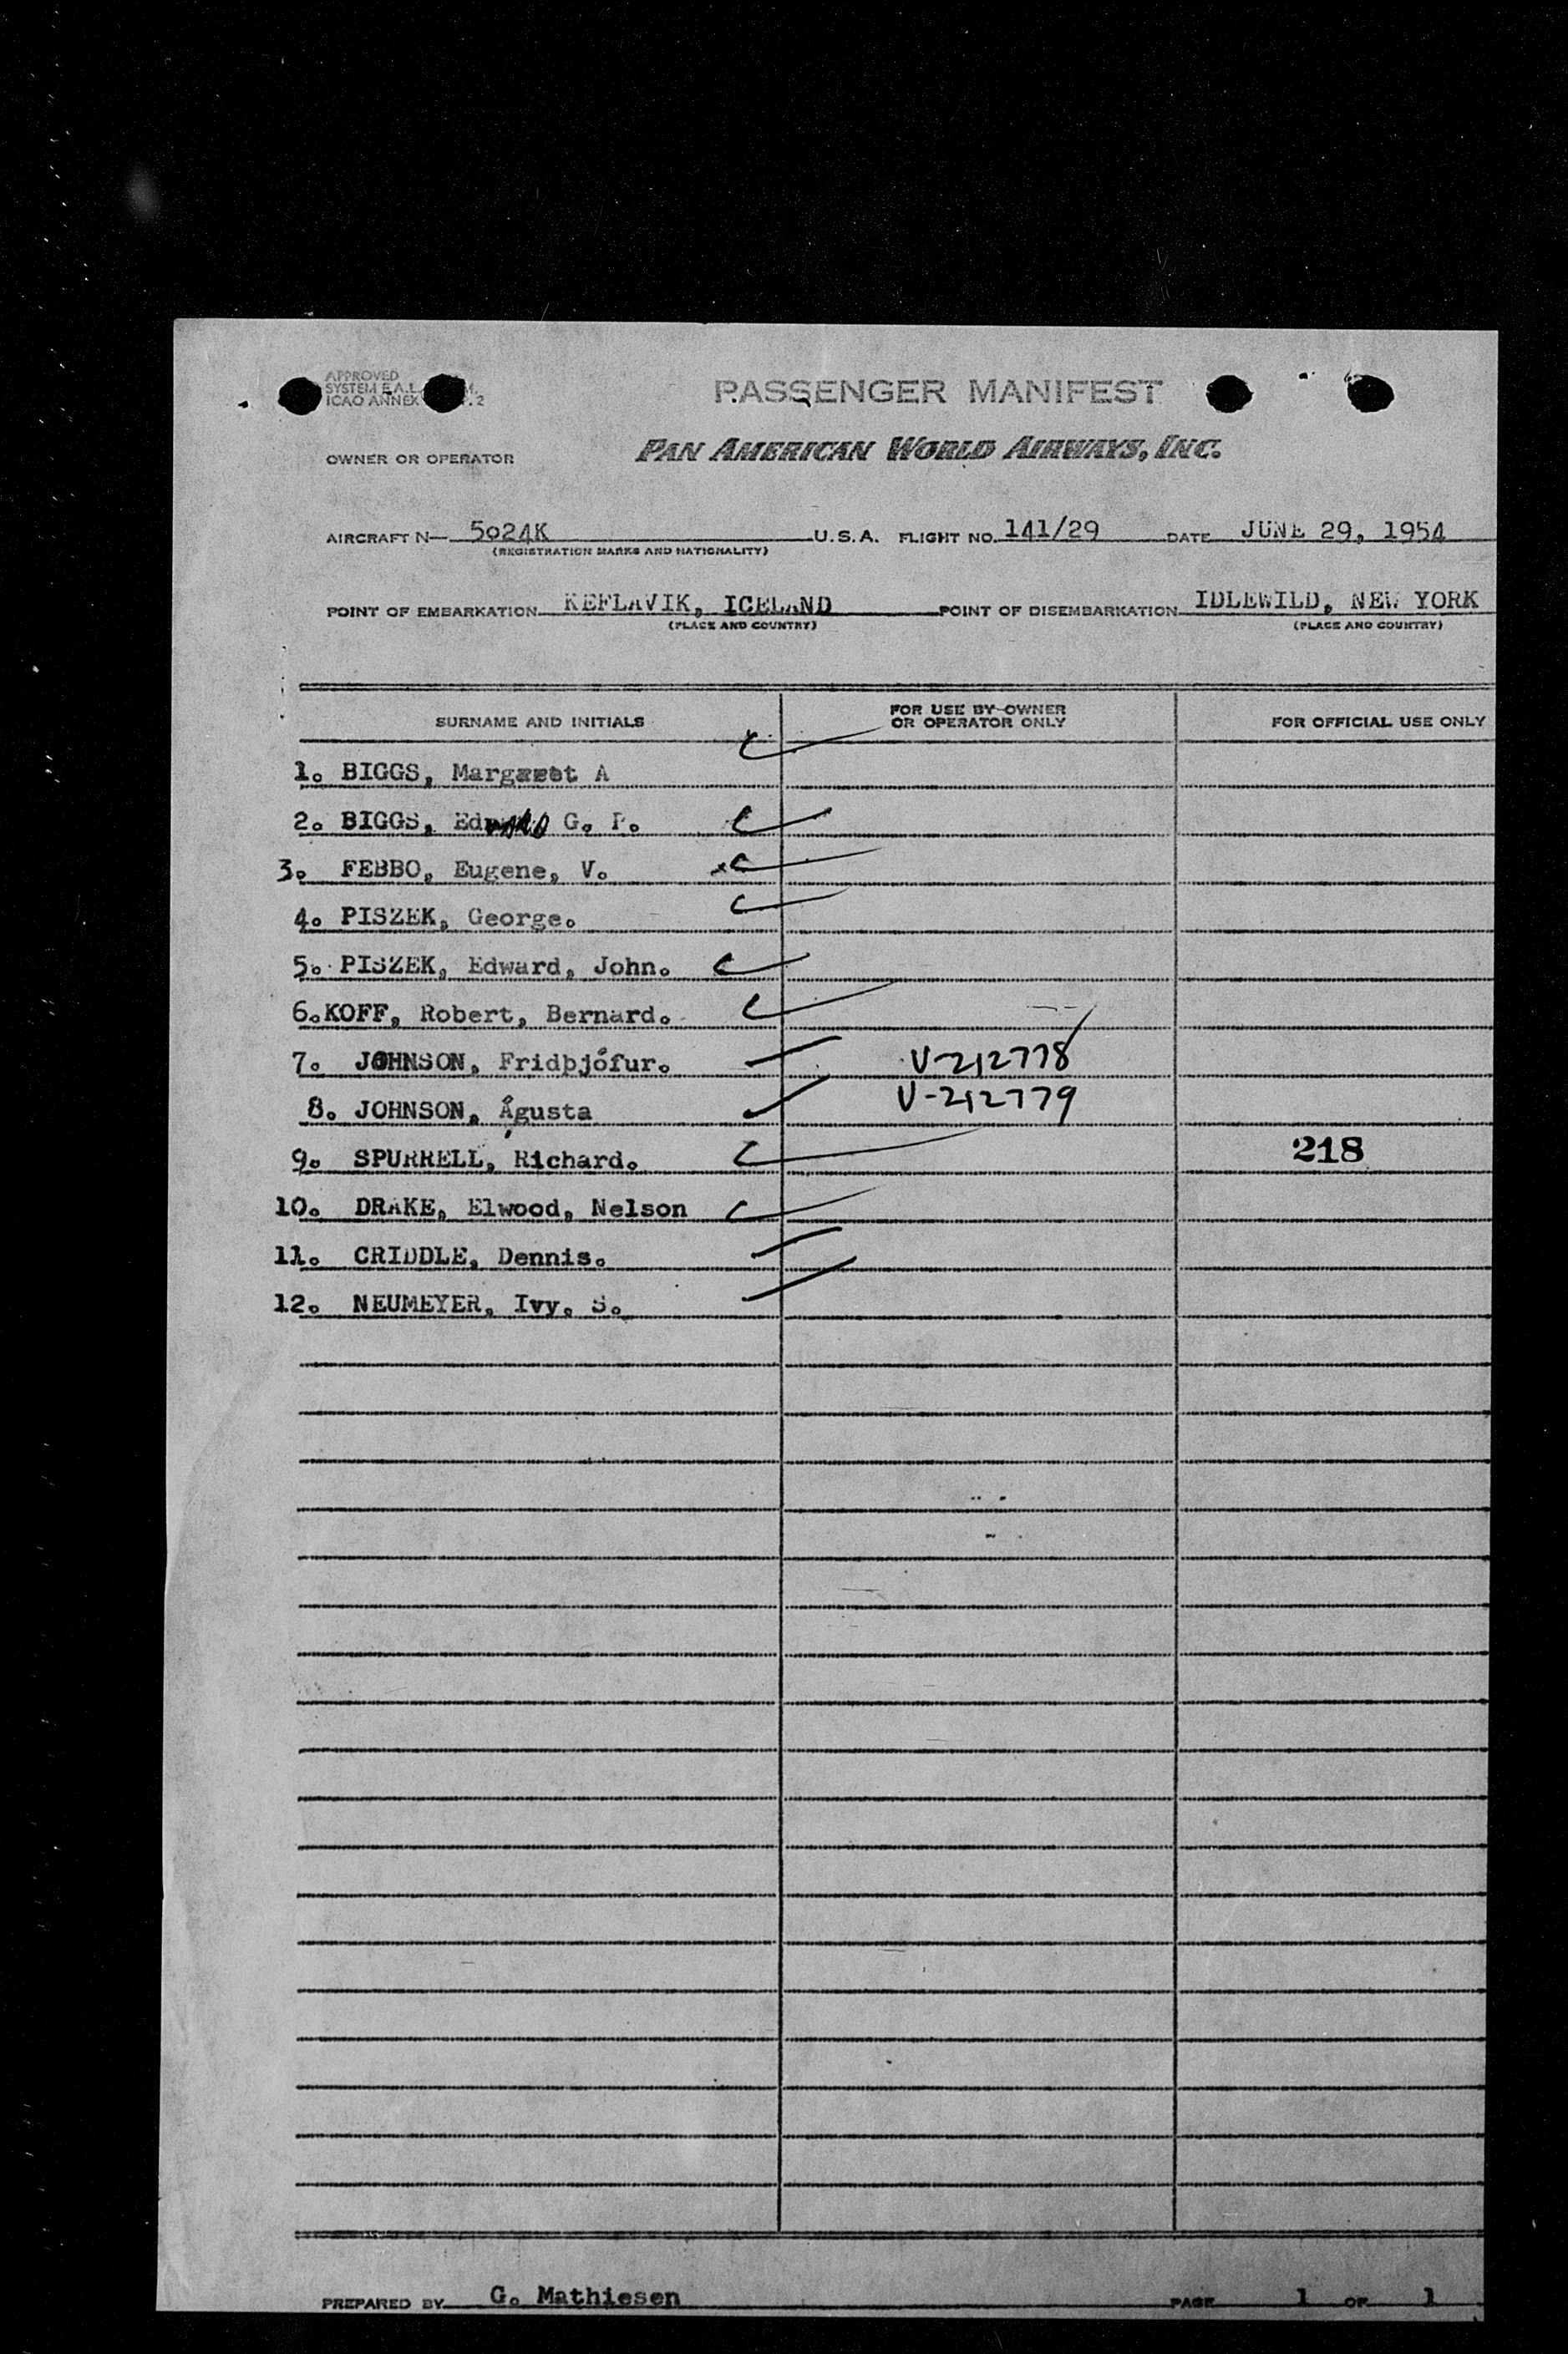 APPROVED
SYSTEM E.A.L.
ICAO ANNEX
PASSENGER MANIFEST
OWNER OR OPERATOR PAN AMERICAN WORLD AIRWAYS, INC.
AIRCRAFT N— 5024K U.S.A. FLIGHT NO. 141/29 DATE JUNE 29, 1954
(REGISTRATION MARKS AND NATIONALITY)
POINT OF EMBARKATION KEFLAVIK, ICELAND POINT OF DISEMBARKATION IDLEWILD, NEW YORK
(PLACE AND COUNTRY) (PLACE AND COUNTRY)
SURNAME AND INITIALS FOR USE BY OWNER FOR OFFICIAL USE ONLY
OR OPERATOR ONLY
1. BIGGS, Margaret A
2. BIGGS, Edward G. P.
3. FEBBO, Eugene, V.
4. PISZEK, George.
5. PISZEK, Edward, John.
6. KOFF, Robert, Bernard.
7. JOHNSON, Fridþjófur. V-212778
8. JOHNSON, Águsta V-212779
9. SPURRELL, Richard. 218
10. DRAKE, Elwood, Nelson
11. CRIDDLE, Dennis.
12. NEUMEYER, Ivy, S.
PREPARED BY G. Mathiesen PAGE 1 OF 1